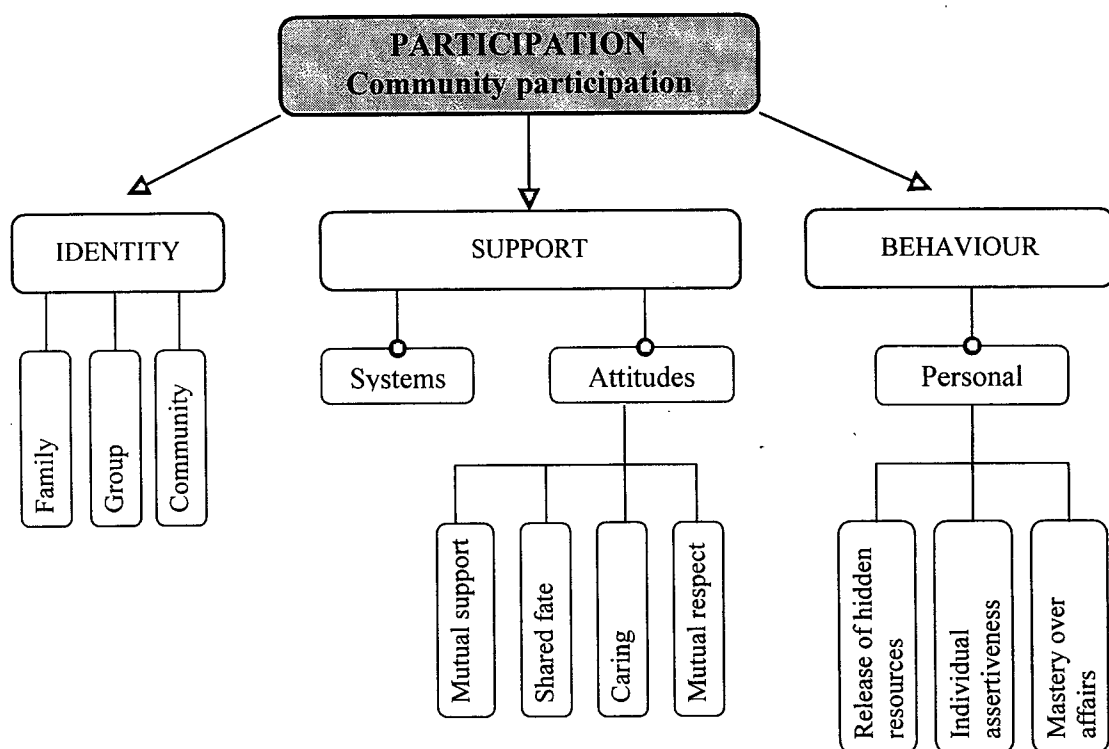 PARTICIPATION
Community participation
IDENTITY
SUPPORT
BEHAVIOUR
Family
Group
Community
Systems
Attitudes
Personal
Mutual support
Shared fate
Caring
Mutual respect
Release of hidden
resources
Individual
assertiveness
Mastery over
affairs